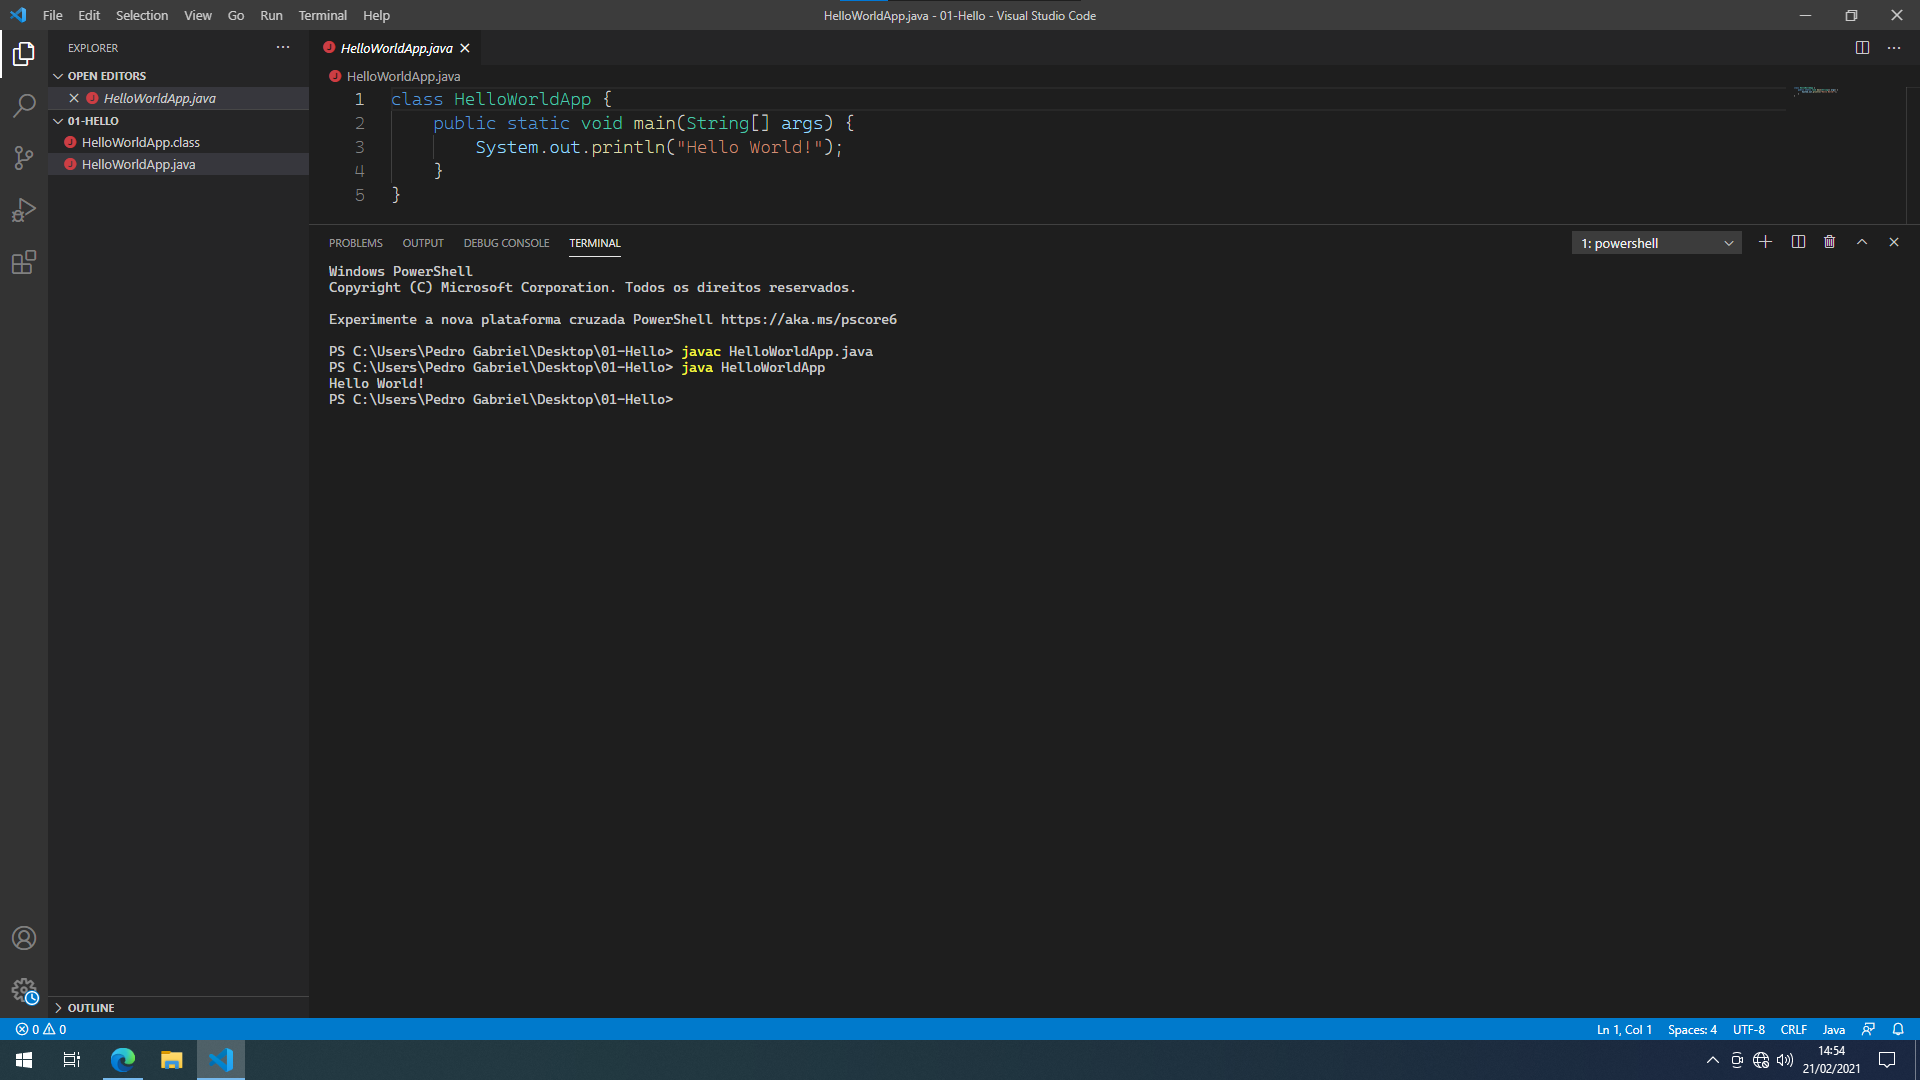 File Edit Selection View Go Run Terminal Help
HelloWorldApp.java - 01-Hello - Visual Studio Code
EXPLORER
OPEN EDITORS
HelloWorldApp.java
01-HELLO
HelloWorldApp.class
HelloWorldApp.java
OUTLINE
HelloWorldApp.java
HelloWorldApp.java
1 class HelloWorldApp {
2 public static void main(String[] args) {
3 System.out.println("Hello World!");
4 }
5 }
PROBLEMS OUTPUT DEBUG CONSOLE TERMINAL
1: powershell
Windows PowerShell
Copyright (C) Microsoft Corporation. Todos os direitos reservados.
Experimente a nova plataforma cruzada PowerShell https://aka.ms/pscore6
PS C:\Users\Pedro Gabriel\Desktop\01-Hello> javac HelloWorldApp.java
PS C:\Users\Pedro Gabriel\Desktop\01-Hello> java HelloWorldApp
Hello World!
PS C:\Users\Pedro Gabriel\Desktop\01-Hello>
0 0
Ln 1, Col 1 Spaces: 4 UTF-8 CRLF Java
14:54
21/02/2021